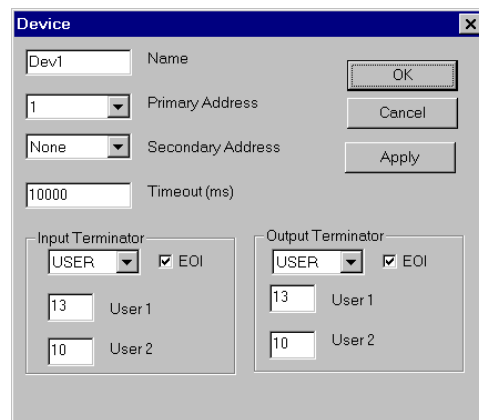 Device
Dev1 Name
OK
1 Primary Address
Cancel
None Secondary Address
Apply
10000 Timeout (ms)
Input Terminator
USER EOI
13 User 1
10 User 2
Output Terminator
USER EOI
13 User 1
10 User 2